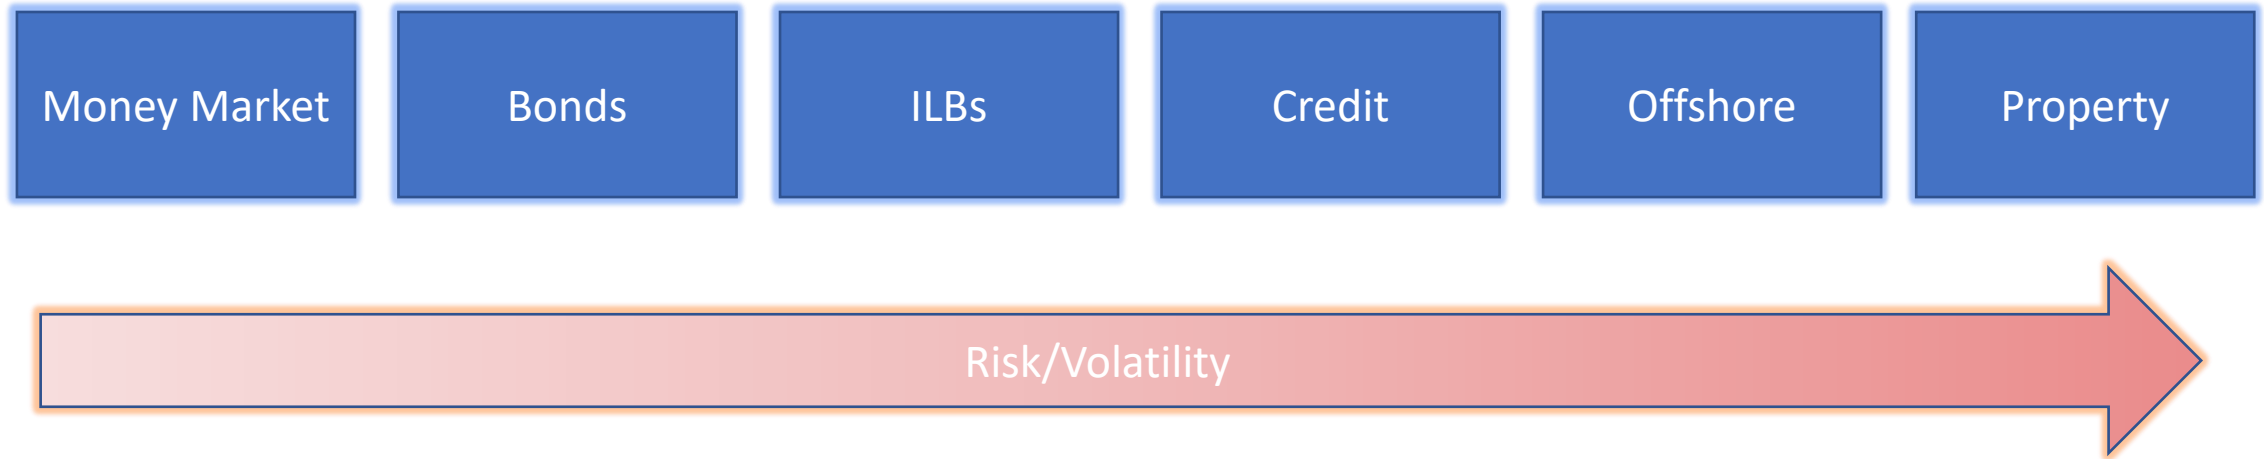 Money Market
Bonds
ILBs
Credit
Offshore
Property
Risk/Volatility